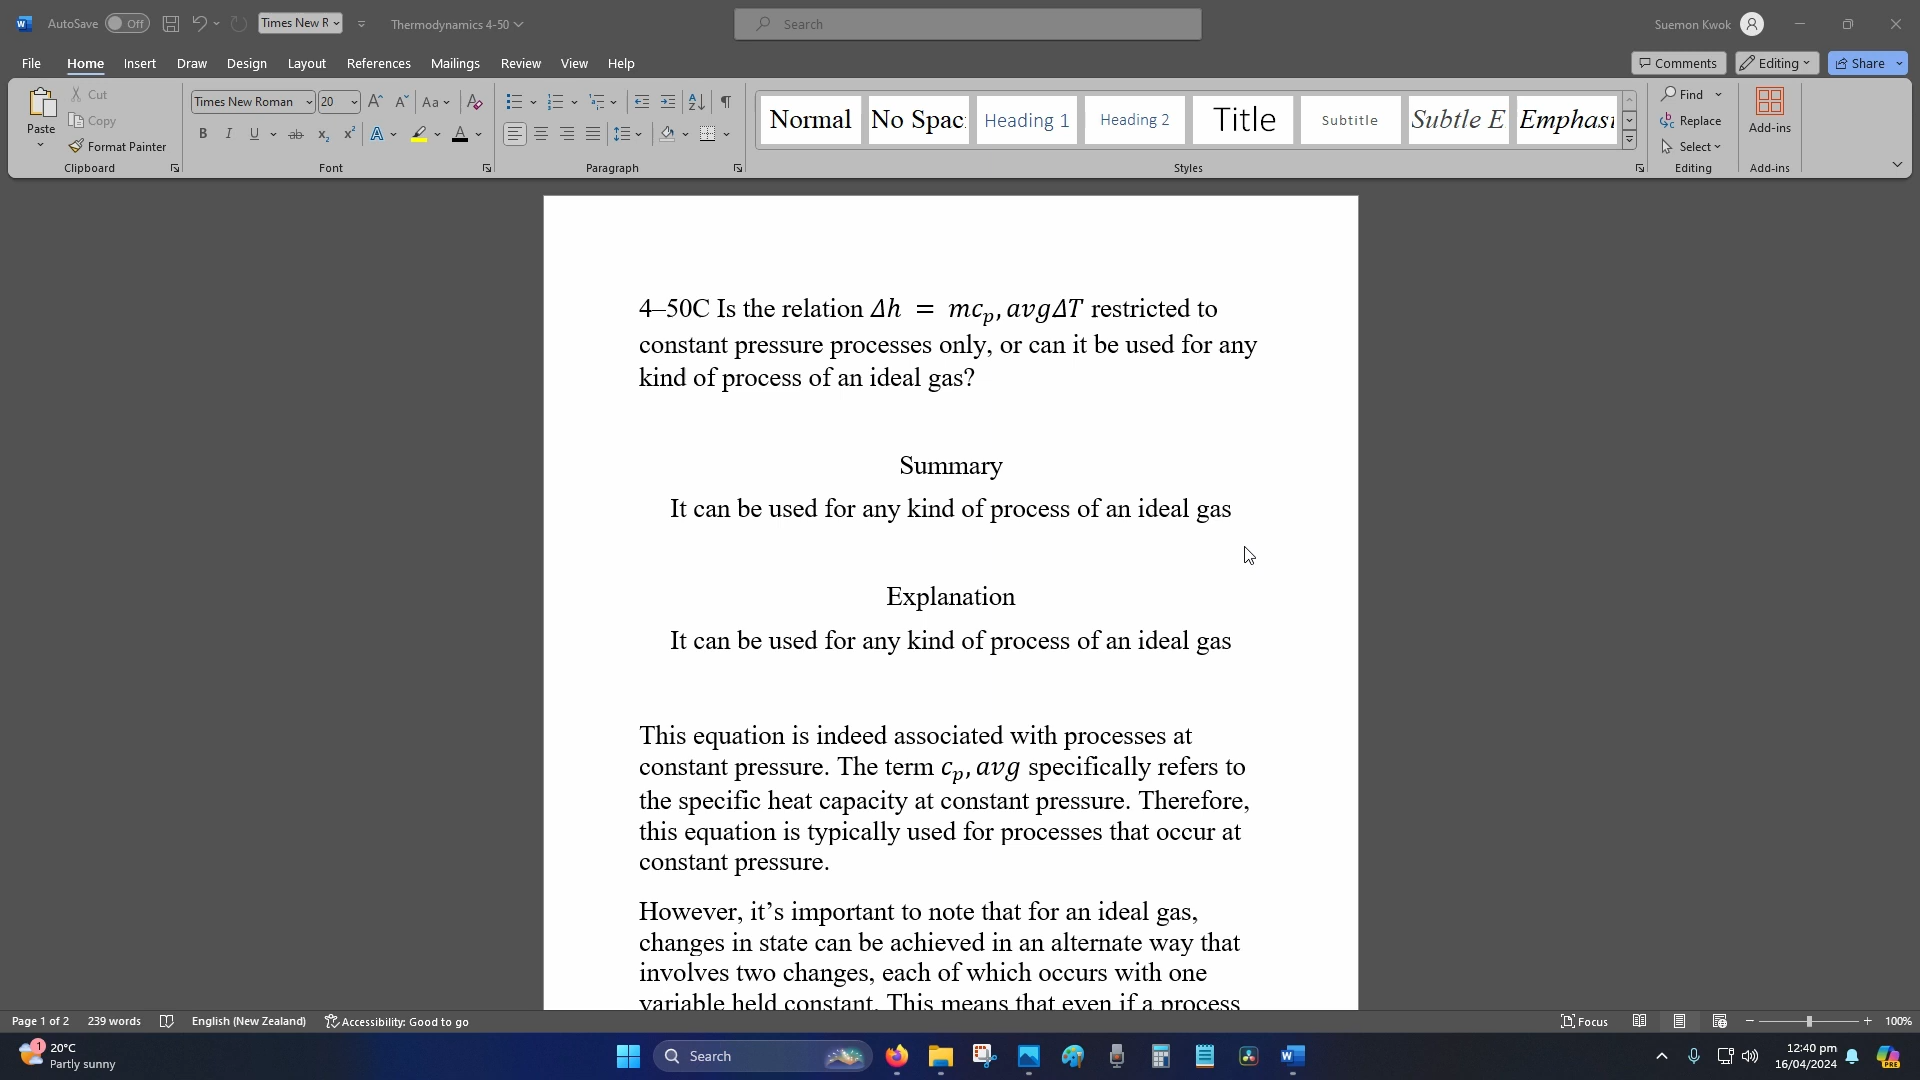 AutoSave Off Times New R Thermodynamics 4-50 Search Suemon Kwok
File Home Insert Draw Design Layout References Mailings Review View Help Comments Editing Share
Paste Cut Copy Format Painter Clipboard
Times New Roman 20 Aa
B I U ab x₂ x² A A
Font Paragraph
Normal No Spac Heading 1 Heading 2 Title Subtitle Subtle E Emphasi
Styles
Find Replace Select Editing
Add-ins Add-ins
4–50C Is the relation Δh = mcₚ, avgΔT restricted to
constant pressure processes only, or can it be used for any
kind of process of an ideal gas?
Summary
It can be used for any kind of process of an ideal gas
Explanation
It can be used for any kind of process of an ideal gas
This equation is indeed associated with processes at
constant pressure. The term cₚ, avg specifically refers to
the specific heat capacity at constant pressure. Therefore,
this equation is typically used for processes that occur at
constant pressure.
However, it’s important to note that for an ideal gas,
changes in state can be achieved in an alternate way that
involves two changes, each of which occurs with one
variable held constant. This means that even if a process
Page 1 of 2 239 words English (New Zealand) Accessibility: Good to go Focus 100%
1 20°C
Partly sunny
Search
12:40 pm
16/04/2024
PRE